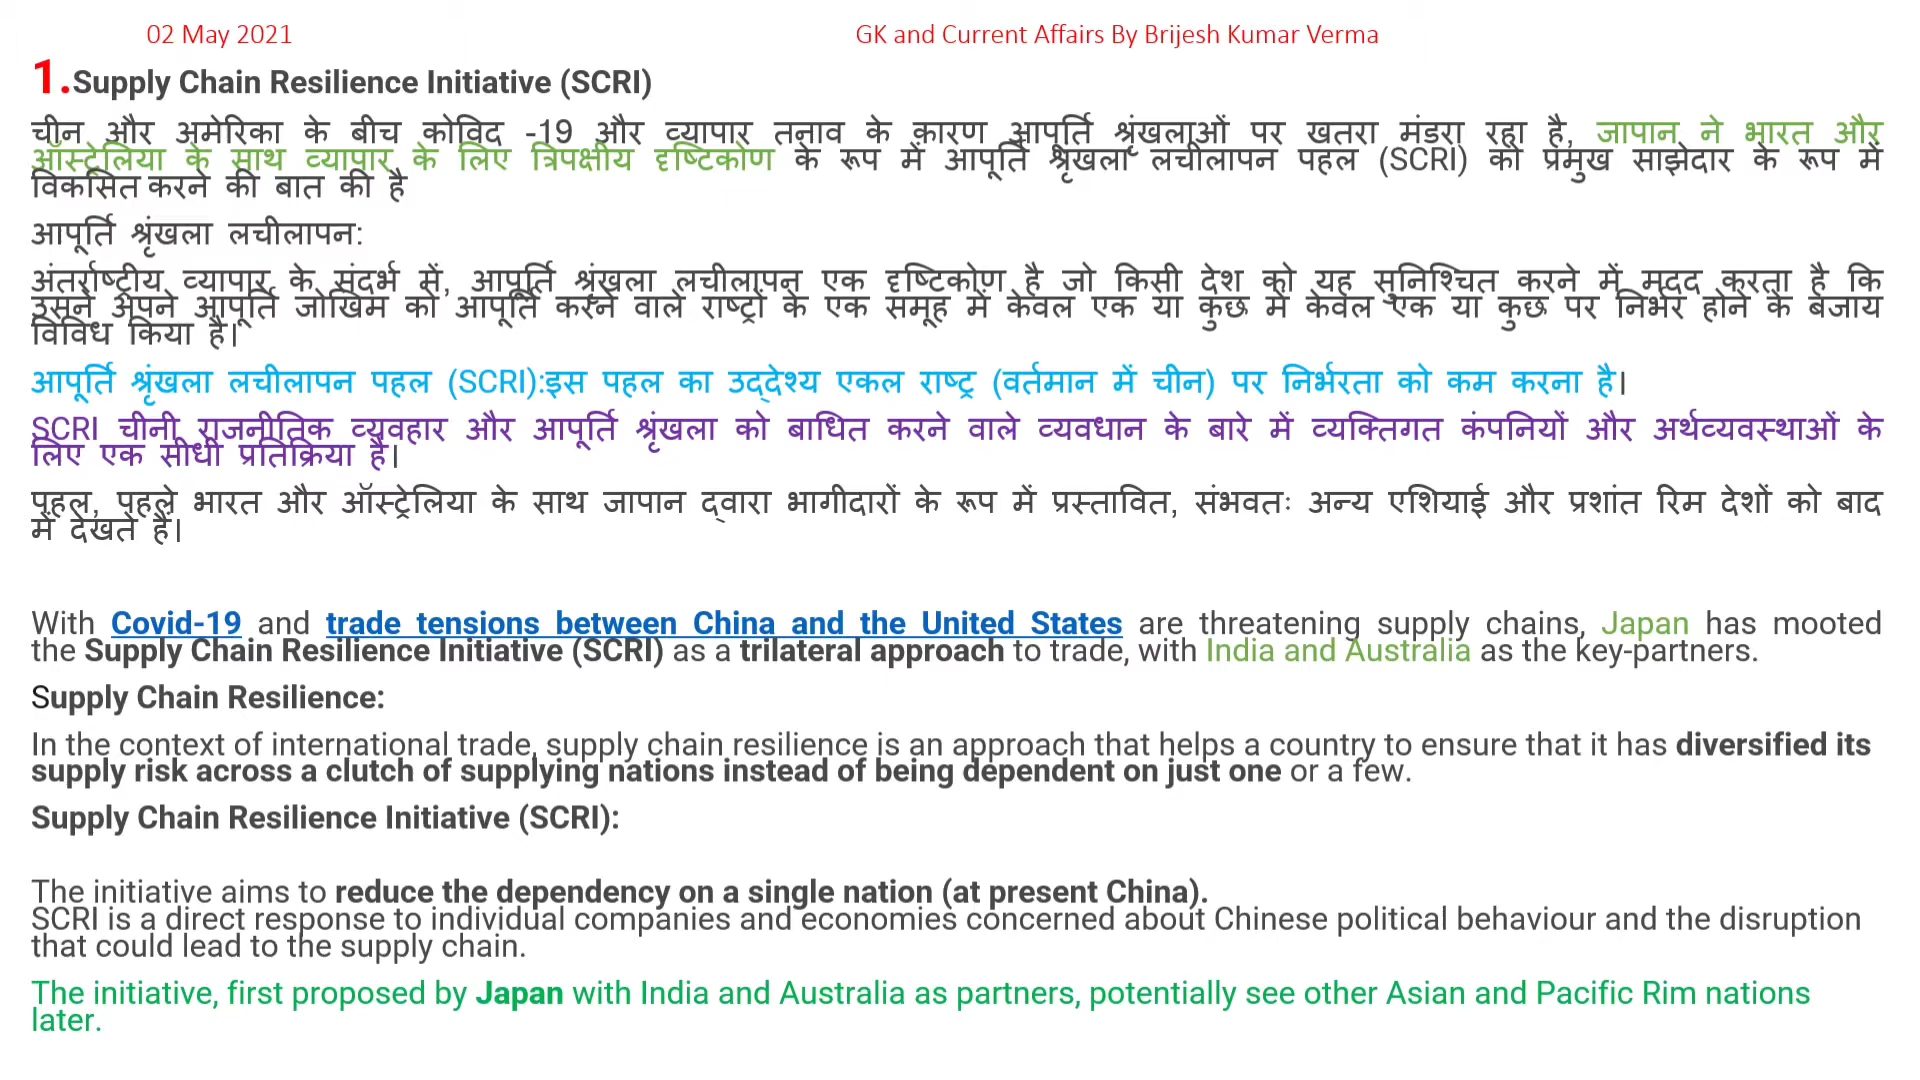 02 May 2021
GK and Current Affairs By Brijesh Kumar Verma
1.Supply Chain Resilience Initiative (SCRI)
चीन और अमेरिका के बीच कोविद -19 और व्यापार तनाव के कारण आपूर्ति श्रृंखलाओं पर खतरा मंडरा रहा है, जापान ने भारत और
ऑस्ट्रेलिया के साथ व्यापार के लिए त्रिपक्षीय दृष्टिकोण के रूप में आपूर्ति श्रृंखला लचीलापन पहल (SCRI) को प्रमुख साझेदार के रूप में
विकसित करने की बात की है
आपूर्ति श्रृंखला लचीलापन:
अंतर्राष्ट्रीय व्यापार के संदर्भ में, आपूर्ति श्रृंखला लचीलापन एक दृष्टिकोण है जो किसी देश को यह सुनिश्चित करने में मदद करता है कि
उसने अपने आपूर्ति जोखिम को आपूर्ति करने वाले राष्ट्रों के एक समूह में केवल एक या कुछ में केवल एक या कुछ पर निर्भर होने के बजाय
विविध किया है।
आपूर्ति श्रृंखला लचीलापन पहल (SCRI):इस पहल का उद्देश्य एकल राष्ट्र (वर्तमान में चीन) पर निर्भरता को कम करना है।
SCRI चीनी राजनीतिक व्यवहार और आपूर्ति श्रृंखला को बाधित करने वाले व्यवधान के बारे में व्यक्तिगत कंपनियों और अर्थव्यवस्थाओं के
लिए एक सीधी प्रतिक्रिया है।
पहल, पहले भारत और ऑस्ट्रेलिया के साथ जापान द्वारा भागीदारों के रूप में प्रस्तावित, संभवतः अन्य एशियाई और प्रशांत रिम देशों को बाद
में देखते हैं।
With Covid-19 and trade tensions between China and the United States are threatening supply chains, Japan has mooted
the Supply Chain Resilience Initiative (SCRI) as a trilateral approach to trade, with India and Australia as the key-partners.
Supply Chain Resilience:
In the context of international trade, supply chain resilience is an approach that helps a country to ensure that it has diversified its
supply risk across a clutch of supplying nations instead of being dependent on just one or a few.
Supply Chain Resilience Initiative (SCRI):
The initiative aims to reduce the dependency on a single nation (at present China).
SCRI is a direct response to individual companies and economies concerned about Chinese political behaviour and the disruption
that could lead to the supply chain.
The initiative, first proposed by Japan with India and Australia as partners, potentially see other Asian and Pacific Rim nations
later.